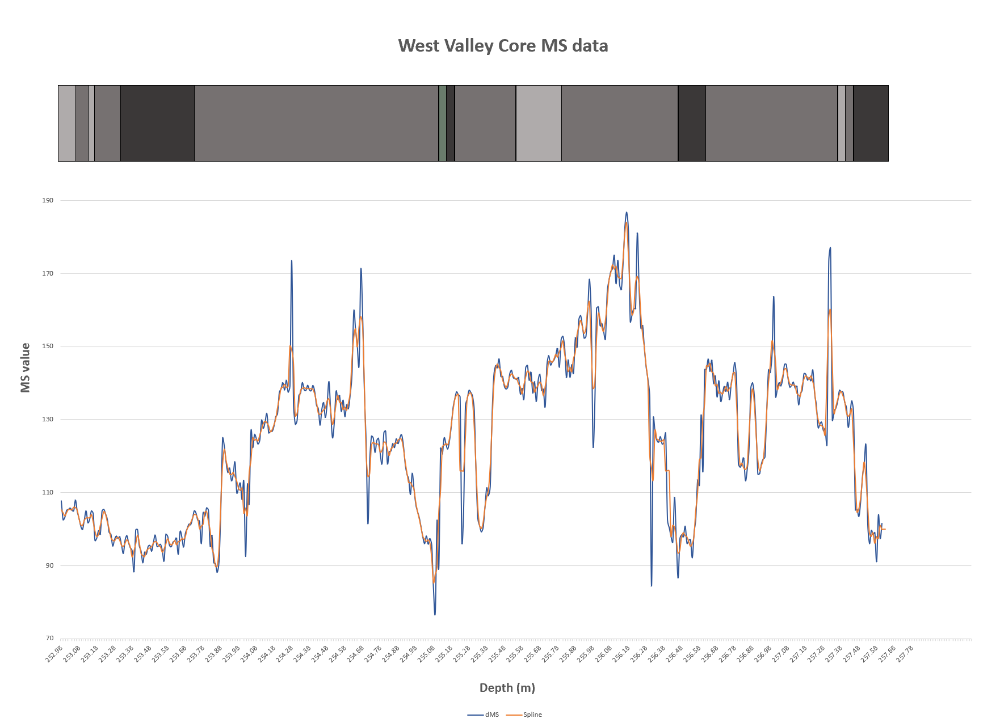 West Valley Core MS data
190
170
150
130
110
90
70
MS value
252.98 253.08 253.18 253.28 253.38 253.48 253.58 253.68 253.78 253.88 253.98 254.08 254.18 254.28 254.38 254.48 254.58 254.68 254.78 254.88 254.98 255.08 255.18 255.28 255.38 255.48 255.58 255.68 255.78 255.88 255.98 256.08 256.18 256.28 256.38 256.48 256.58 256.68 256.78 256.88 256.98 257.08 257.18 257.28 257.38 257.48 257.58 257.68 257.78
Depth (m)
dMS Spline